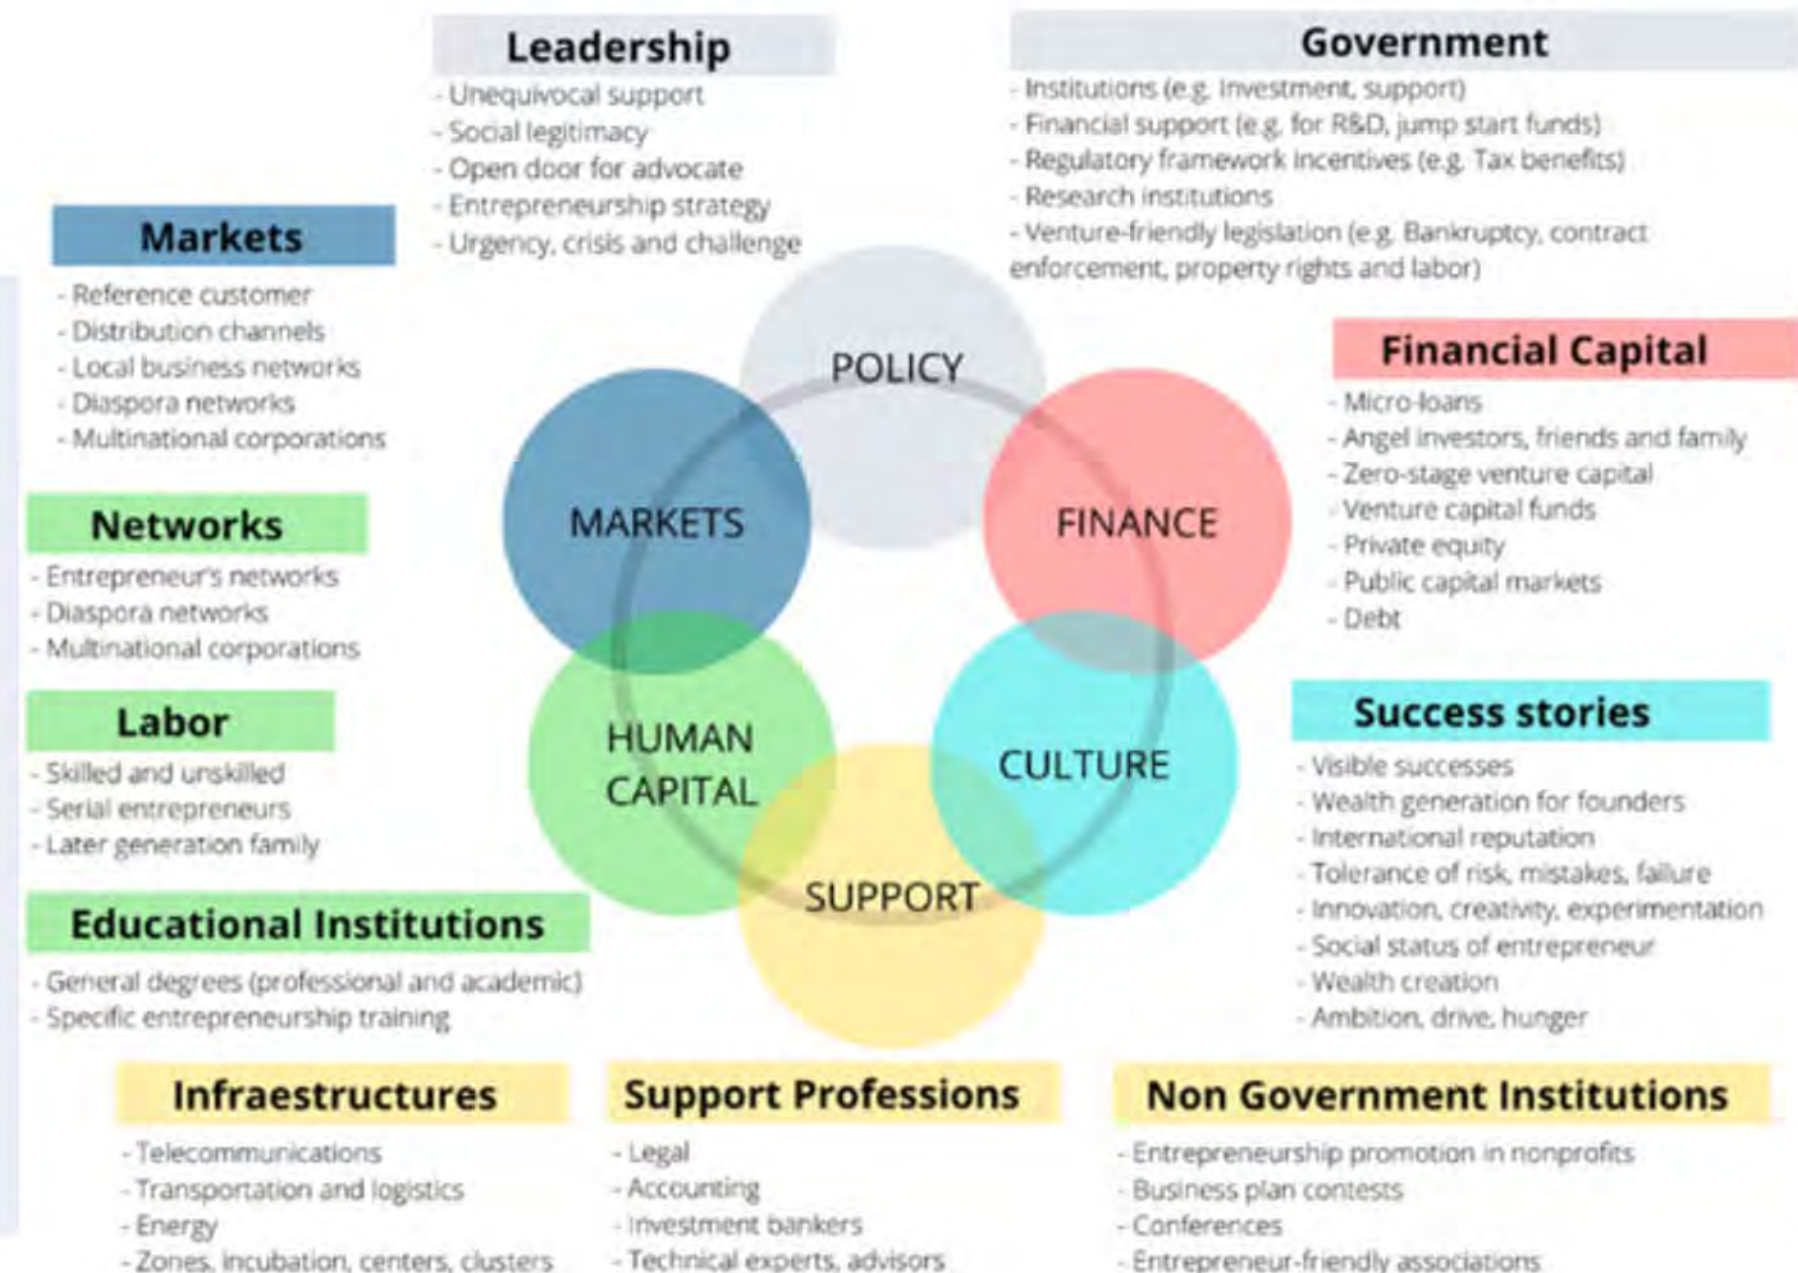 Leadership
- Unequivocal support
- Social legitimacy
- Open door for advocate
- Entrepreneurship strategy
- Urgency, crisis and challenge
Government
- Institutions (e.g. Investment, support)
- Financial support (e.g. for R&D, jump start funds)
- Regulatory framework Incentives (e.g. Tax benefits)
- Research institutions
- Venture-friendly legislation (e.g. Bankruptcy, contract
enforcement, property rights and labor)
Markets
- Reference customer
- Distribution channels
- Local business networks
- Diaspora networks
- Multinational corporations
Networks
- Entrepreneur's networks
- Diaspora networks
- Multinational corporations
Labor
- Skilled and unskilled
- Serial entrepreneurs
- Later generation family
Educational Institutions
- General degrees (professional and academic)
- Specific entrepreneurship training
POLICY
MARKETS
FINANCE
HUMAN
CAPITAL
CULTURE
SUPPORT
Financial Capital
- Micro-loans
- Angel investors, friends and family
- Zero-stage venture capital
- Venture capital funds
- Private equity
- Public capital markets
- Debt
Success stories
- Visible successes
- Wealth generation for founders
- International reputation
- Tolerance of risk, mistakes, failure
- Innovation, creativity, experimentation
- Social status of entrepreneur
- Wealth creation
- Ambition, drive, hunger
Infraestructures
- Telecommunications
- Transportation and logistics
- Energy
- Zones, incubation, centers, clusters
Support Professions
- Legal
- Accounting
- Investment bankers
- Technical experts, advisors
Non Government Institutions
- Entrepreneurship promotion in nonprofits
- Business plan contests
- Conferences
- Entrepreneur-friendly associations